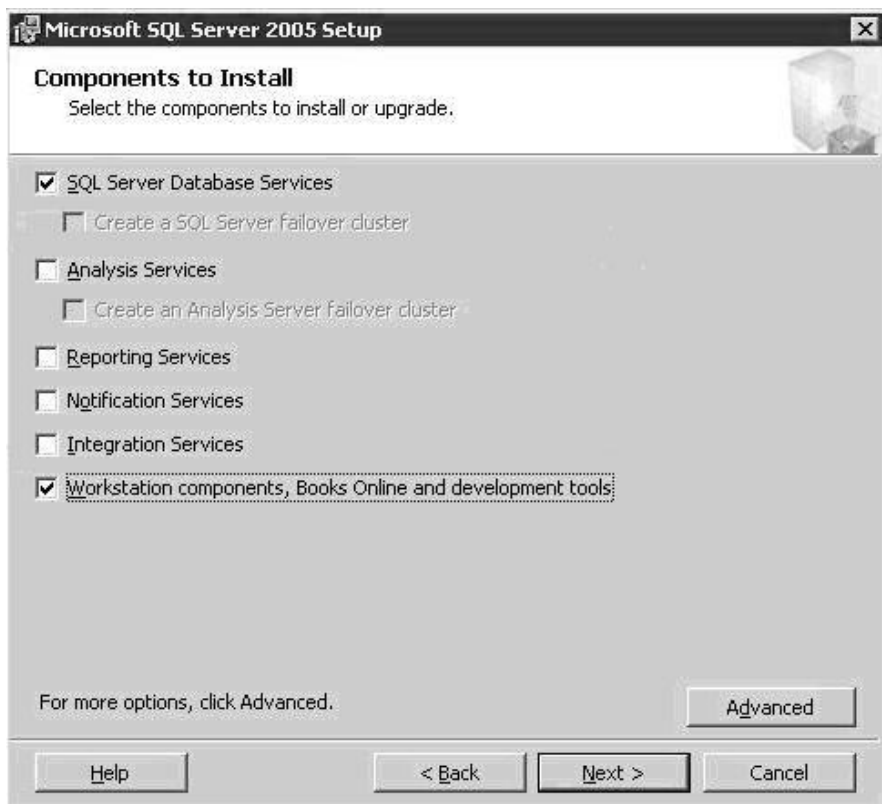 Microsoft SQL Server 2005 Setup
Components to Install
Select the components to install or upgrade.
SQL Server Database Services
Create a SQL Server failover cluster
Analysis Services
Create an Analysis Server failover cluster
Reporting Services
Notification Services
Integration Services
Workstation components, Books Online and development tools
For more options, click Advanced.
Advanced
Help
< Back
Next >
Cancel